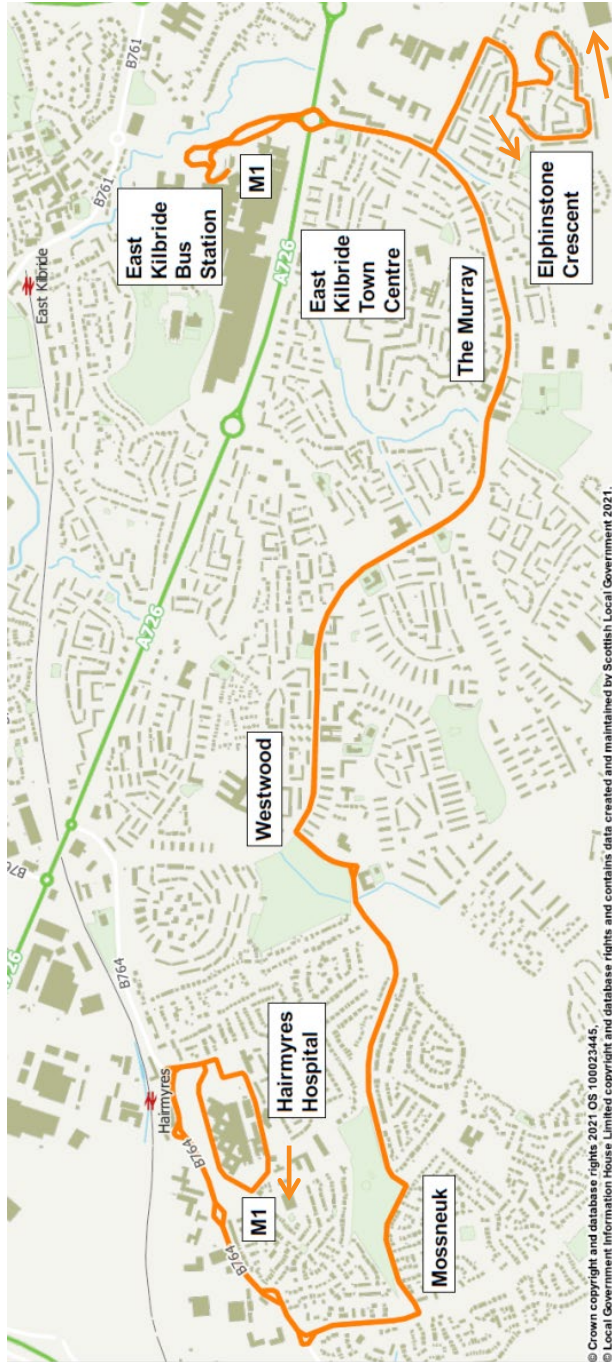 B761
B761
East Kilbride
East
Kilbride
Bus
Station
M1
A726
East
Kilbride
Town
Centre
The Murray
Elphinstone
Crescent
A726
Westwood
B764
Hairmyres
B764
B764
M1
Hairmyres
Hospital
Mossneuk
© Crown copyright and database rights 2021 OS 100023445,
© Local Government Information House Limited copyright and database rights and contains data created and maintained by Scottish Local Government 2021.